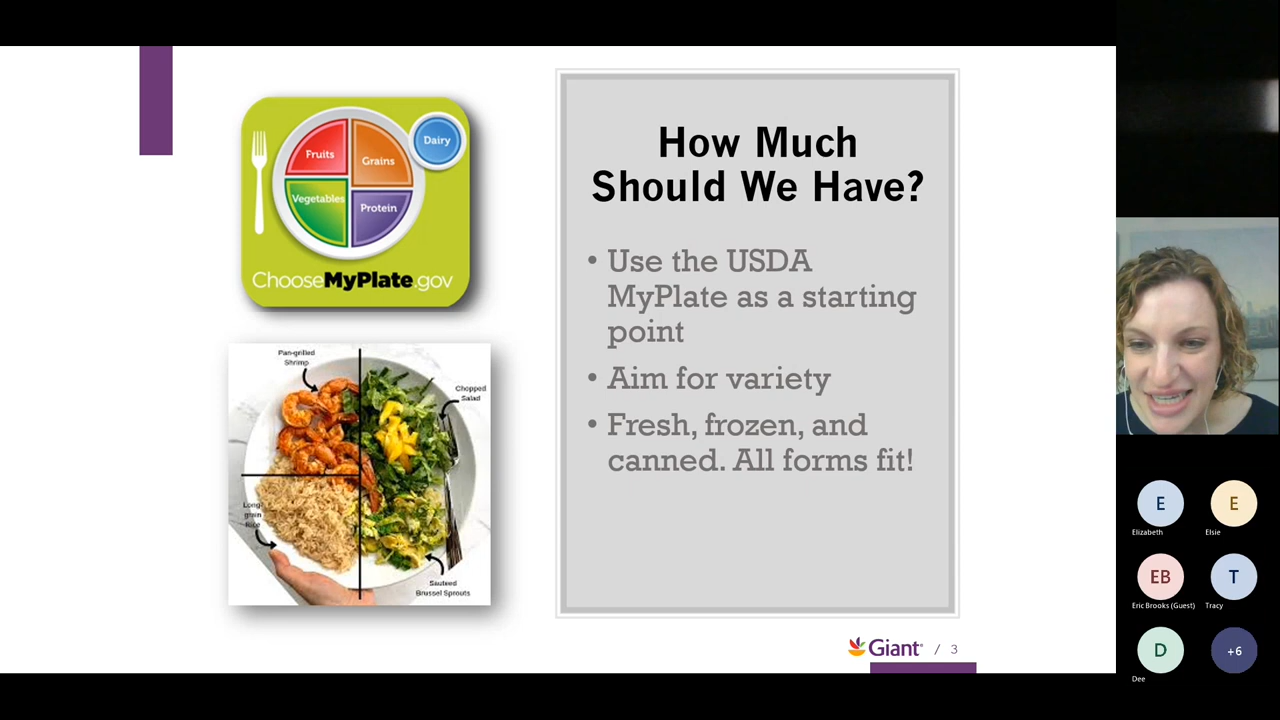 Fruits
Grains
Dairy
Vegetables
Protein
ChooseMyPlate.gov
Pan-grilled
Shrimp
Chopped
Salad
Long-
grain
Rice
Sauteed
Brussel Sprouts
How Much
Should We Have?
• Use the USDA
MyPlate as a starting
point
• Aim for variety
• Fresh, frozen, and
canned. All forms fit!
Giant / 3
E
E
Elizabeth
Elsie
EB
T
Eric Brooks (Guest)
Tracy
D
+6
Dee